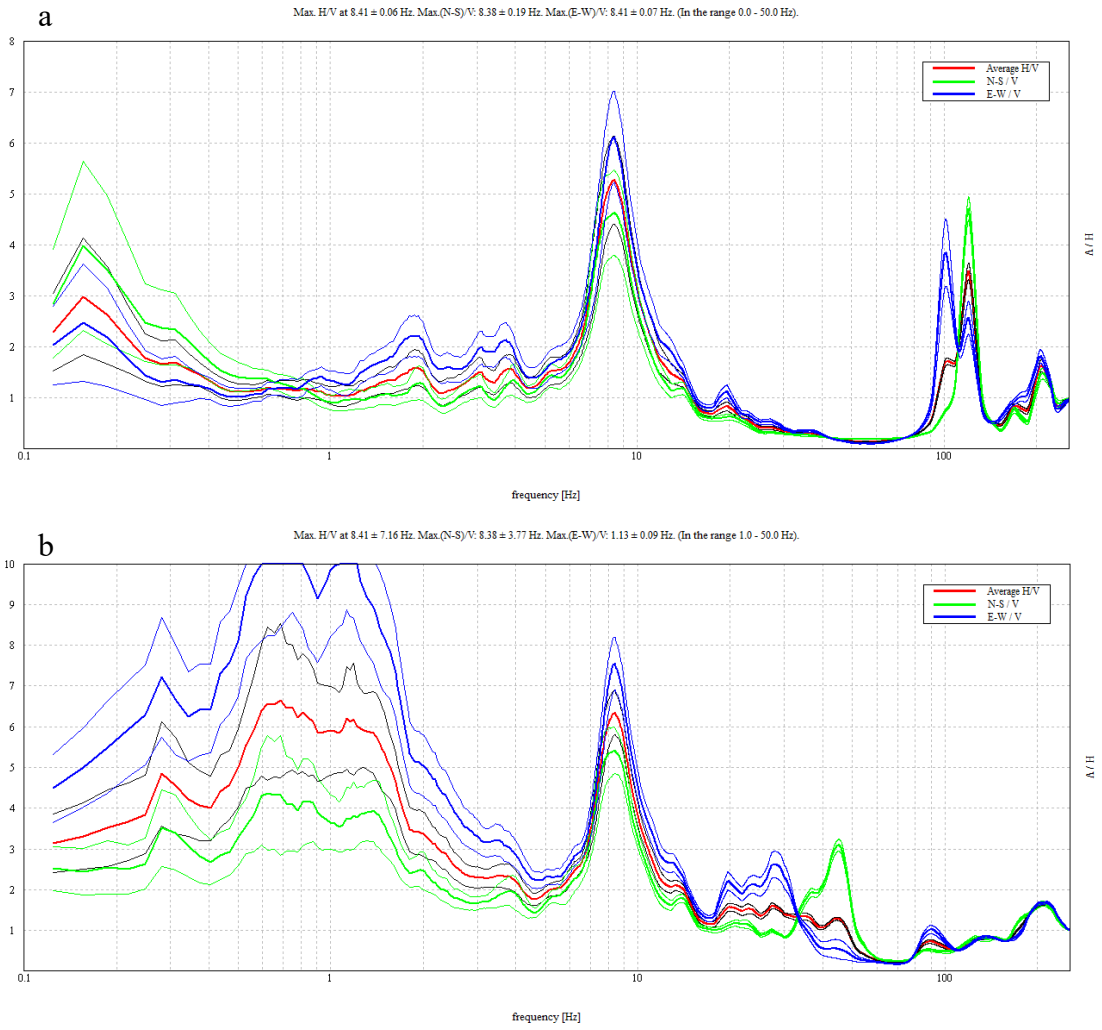 a
Max. H/V at 8.41 ± 0.06 Hz. Max.(N-S)/V: 8.38 ± 0.19 Hz. Max.(E-W)/V: 8.41 ± 0.07 Hz. (In the range 0.0 - 50.0 Hz).
8
7
6
5
4
3
2
1
Average H/V
N-S / V
E-W / V
H / V
0.1
1
10
100
frequency [Hz]
b
Max. H/V at 8.41 ± 7.16 Hz. Max.(N-S)/V: 8.38 ± 3.77 Hz. Max.(E-W)/V: 1.13 ± 0.09 Hz. (In the range 1.0 - 50.0 Hz).
10
9
8
7
6
5
4
3
2
1
Average H/V
N-S / V
E-W / V
H / V
0.1
1
10
100
frequency [Hz]